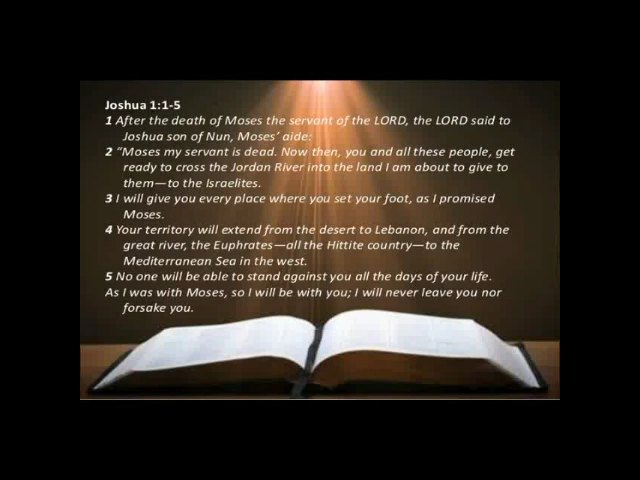 Joshua 1:1-5
1 After the death of Moses the servant of the LORD, the LORD said to
Joshua son of Nun, Moses’ aide:
2 “Moses my servant is dead. Now then, you and all these people, get
ready to cross the Jordan River into the land I am about to give to
them—to the Israelites.
3 I will give you every place where you set your foot, as I promised
Moses.
4 Your territory will extend from the desert to Lebanon, and from the
great river, the Euphrates—all the Hittite country—to the
Mediterranean Sea in the west.
5 No one will be able to stand against you all the days of your life.
As I was with Moses, so I will be with you; I will never leave you nor
forsake you.